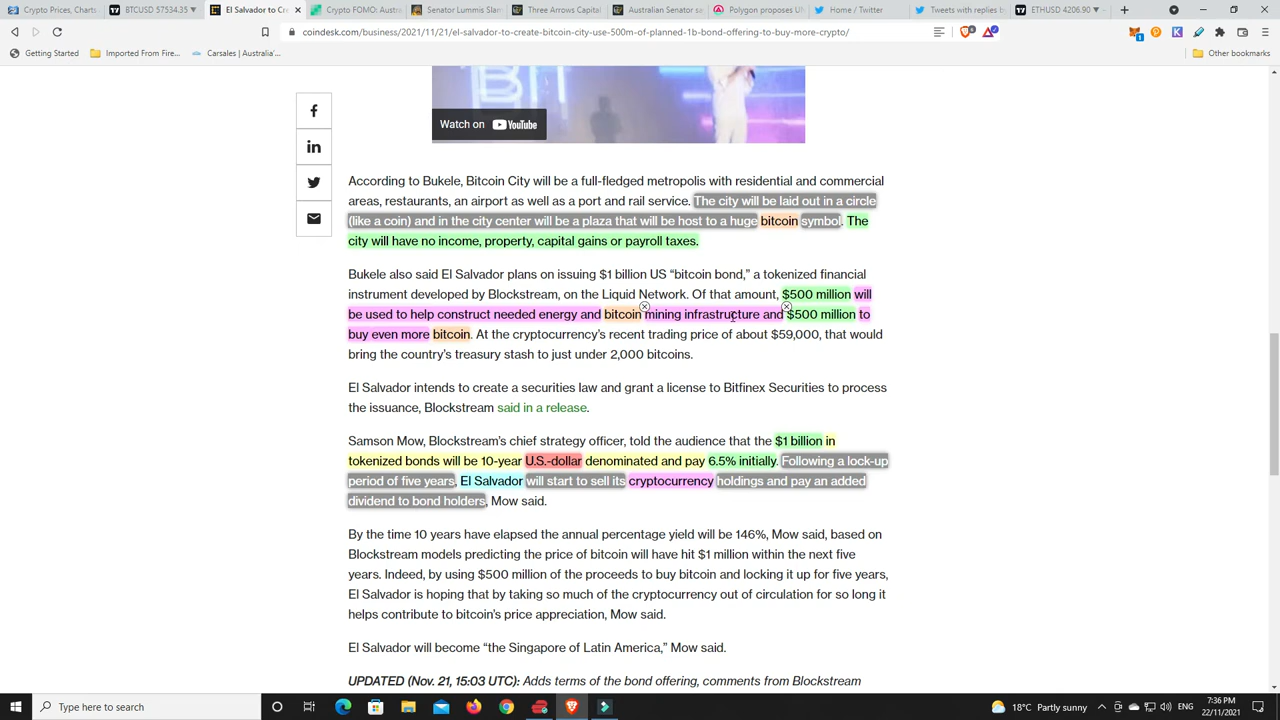 Crypto Prices, Charts
BTCUSD 57534.35 ▼
El Salvador to Cre
Crypto FOMO: Austra
Senator Lummis Slam
Three Arrows Capital
Australian Senator sa
Polygon proposes UN
Home / Twitter
Tweets with replies by
ETHUSD 4206.90 ▼
coindesk.com/business/2021/11/21/el-salvador-to-create-bitcoin-city-use-500m-of-planned-1b-bond-offering-to-buy-more-crypto/
Getting Started
Imported From Fire...
Carsales | Australia'...
Other bookmarks
Watch on YouTube
According to Bukele, Bitcoin City will be a full-fledged metropolis with residential and commercial
areas, restaurants, an airport as well as a port and rail service. The city will be laid out in a circle
(like a coin) and in the city center will be a plaza that will be host to a huge bitcoin symbol. The
city will have no income, property, capital gains or payroll taxes.
Bukele also said El Salvador plans on issuing $1 billion US “bitcoin bond,” a tokenized financial
instrument developed by Blockstream, on the Liquid Network. Of that amount, $500 million will
be used to help construct needed energy and bitcoin mining infrastructure and $500 million to
buy even more bitcoin. At the cryptocurrency’s recent trading price of about $59,000, that would
bring the country’s treasury stash to just under 2,000 bitcoins.
El Salvador intends to create a securities law and grant a license to Bitfinex Securities to process
the issuance, Blockstream said in a release.
Samson Mow, Blockstream’s chief strategy officer, told the audience that the $1 billion in
tokenized bonds will be 10-year U.S.-dollar denominated and pay 6.5% initially. Following a lock-up
period of five years, El Salvador will start to sell its cryptocurrency holdings and pay an added
dividend to bond holders, Mow said.
By the time 10 years have elapsed the annual percentage yield will be 146%, Mow said, based on
Blockstream models predicting the price of bitcoin will have hit $1 million within the next five
years. Indeed, by using $500 million of the proceeds to buy bitcoin and locking it up for five years,
El Salvador is hoping that by taking so much of the cryptocurrency out of circulation for so long it
helps contribute to bitcoin’s price appreciation, Mow said.
El Salvador will become “the Singapore of Latin America,” Mow said.
UPDATED (Nov. 21, 15:03 UTC): Adds terms of the bond offering, comments from Blockstream
Type here to search
18°C Partly sunny
ENG
7:36 PM
22/11/2021